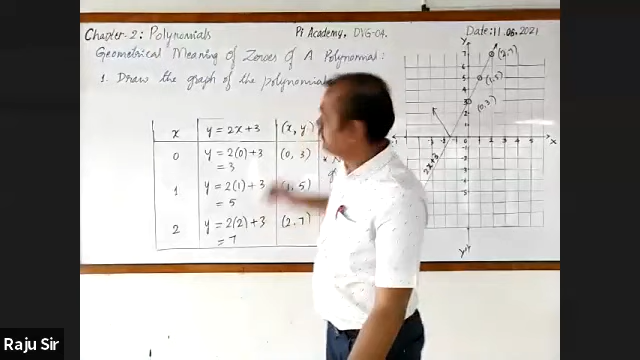 Chapter-2: Polynomials
Pi Academy, DVG-04.
Date: 11.06.2021
Geometrical Meaning of Zeroes of A Polynomial:
1. Draw the graph of the polynomials
x | y = 2x+3 | (x, y)
0 | y = 2(0)+3 | (0, 3)
= 3
1 | y = 2(1)+3 | (1, 5)
= 5
2 | y = 2(2)+3 | (2, 7)
= 7
y
(2,7)
(1,5)
(0,3)
2x+3
x
y'
Raju Sir